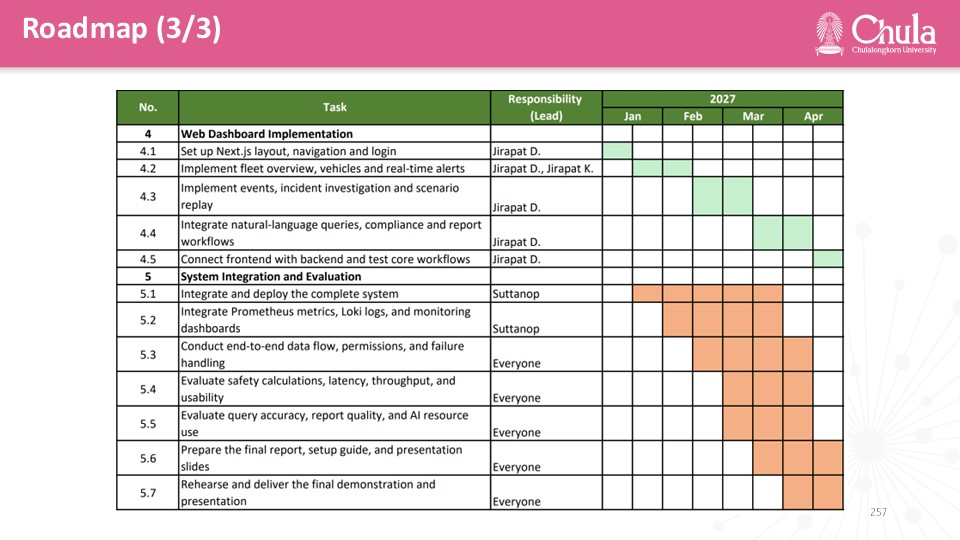 Roadmap (3/3)
Chula
Chulalongkorn University
No.
Task
Responsibility
(Lead)
2027
Jan
Feb
Mar
Apr
4
Web Dashboard Implementation
4.1
Set up Next.js layout, navigation and login
Jirapat D.
4.2
Implement fleet overview, vehicles and real-time alerts
Jirapat D., Jirapat K.
4.3
Implement events, incident investigation and scenario
replay
Jirapat D.
4.4
Integrate natural-language queries, compliance and report
workflows
Jirapat D.
4.5
Connect frontend with backend and test core workflows
Jirapat D.
5
System Integration and Evaluation
5.1
Integrate and deploy the complete system
Suttanop
5.2
Integrate Prometheus metrics, Loki logs, and monitoring
dashboards
Suttanop
5.3
Conduct end-to-end data flow, permissions, and failure
handling
Everyone
5.4
Evaluate safety calculations, latency, throughput, and
usability
Everyone
5.5
Evaluate query accuracy, report quality, and AI resource
use
Everyone
5.6
Prepare the final report, setup guide, and presentation
slides
Everyone
5.7
Rehearse and deliver the final demonstration and
presentation
Everyone
257